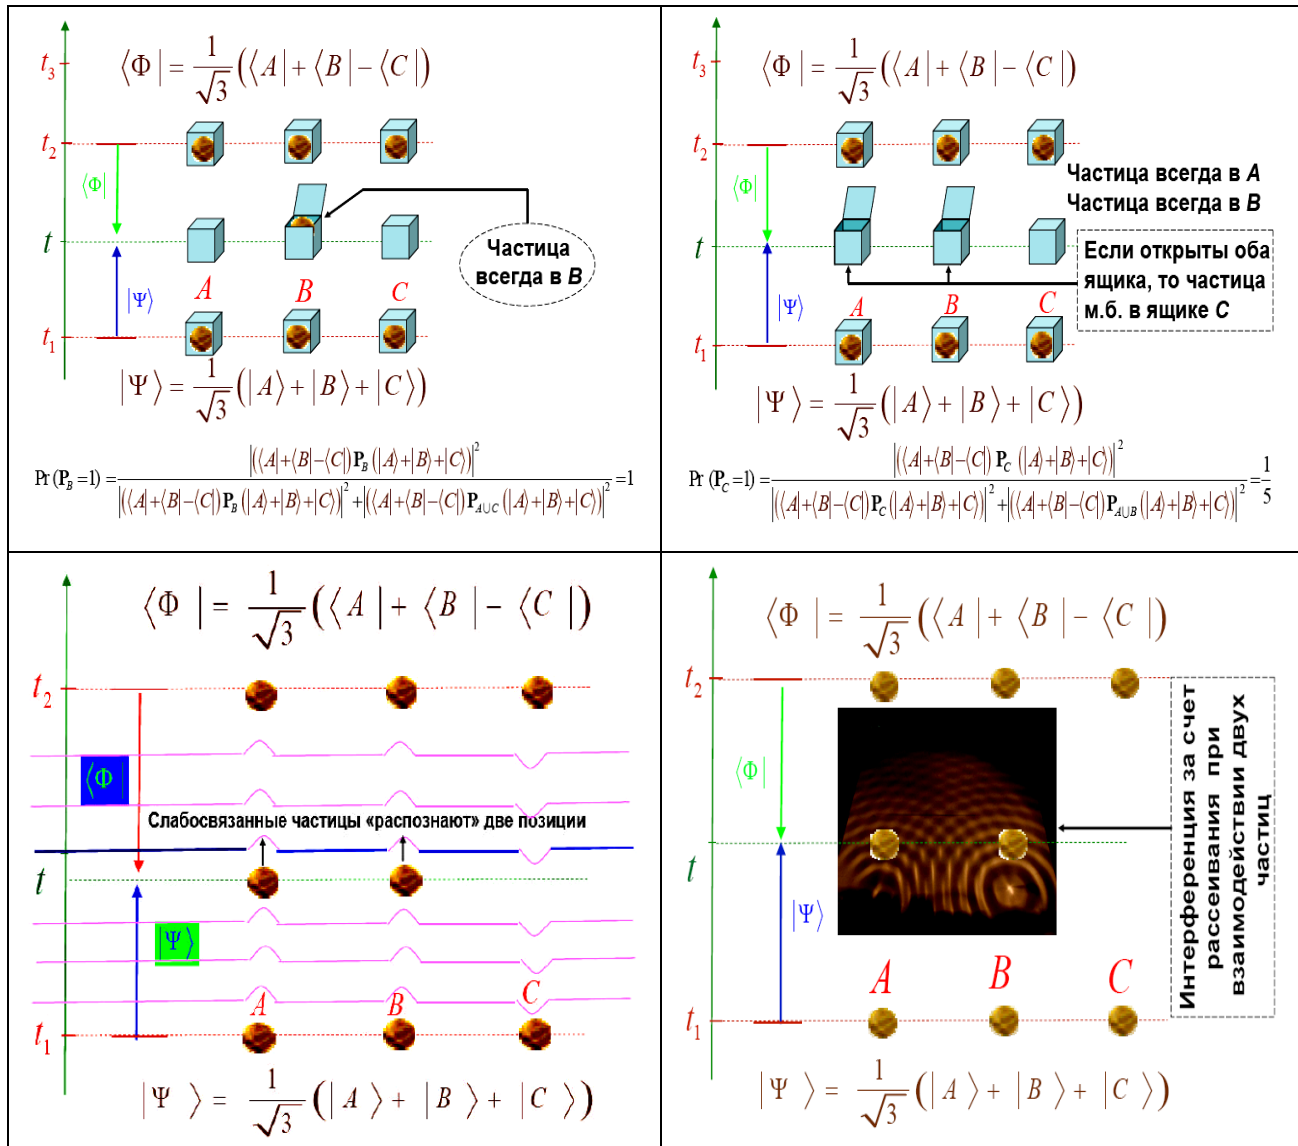 t₃
⟨Φ| = 1/√3 (⟨A| + ⟨B| − ⟨C|)
t₂
⟨Φ|
t
Частица
всегда в B
|Ψ⟩
A B C
t₁
|Ψ⟩ = 1/√3 (|A⟩ + |B⟩ + |C⟩)
Pr(P_B=1) = |(⟨A|+⟨B|−⟨C|) P_B (|A⟩+|B⟩+|C⟩)|² / (|(⟨A|+⟨B|−⟨C|) P_B (|A⟩+|B⟩+|C⟩)|² + |(⟨A|+⟨B|−⟨C|) P_{A∪C} (|A⟩+|B⟩+|C⟩)|²) = 1
t₃
⟨Φ| = 1/√3 (⟨A| + ⟨B| − ⟨C|)
t₂
⟨Φ|
Частица всегда в A
Частица всегда в B
t
Если открыты оба
ящика, то частица
м.б. в ящике C
|Ψ⟩
A B C
t₁
|Ψ⟩ = 1/√3 (|A⟩ + |B⟩ + |C⟩)
Pr(P_C=1) = |(⟨A|+⟨B|−⟨C|) P_C (|A⟩+|B⟩+|C⟩)|² / (|(⟨A|+⟨B|−⟨C|) P_C (|A⟩+|B⟩+|C⟩)|² + |(⟨A|+⟨B|−⟨C|) P_{A∪B} (|A⟩+|B⟩+|C⟩)|²) = 1/5
⟨Φ| = 1/√3 (⟨A| + ⟨B| − ⟨C|)
t₂
⟨Φ|
Слабосвязанные частицы «распознают» две позиции
t
|Ψ⟩
A B C
t₁
|Ψ⟩ = 1/√3 (|A⟩ + |B⟩ + |C⟩)
⟨Φ| = 1/√3 (⟨A| + ⟨B| − ⟨C|)
t₂
⟨Φ|
t
|Ψ⟩
Интерференция за счет
рассеивания при
взаимодействии двух
частиц
A B C
t₁
|Ψ⟩ = 1/√3 (|A⟩ + |B⟩ + |C⟩)